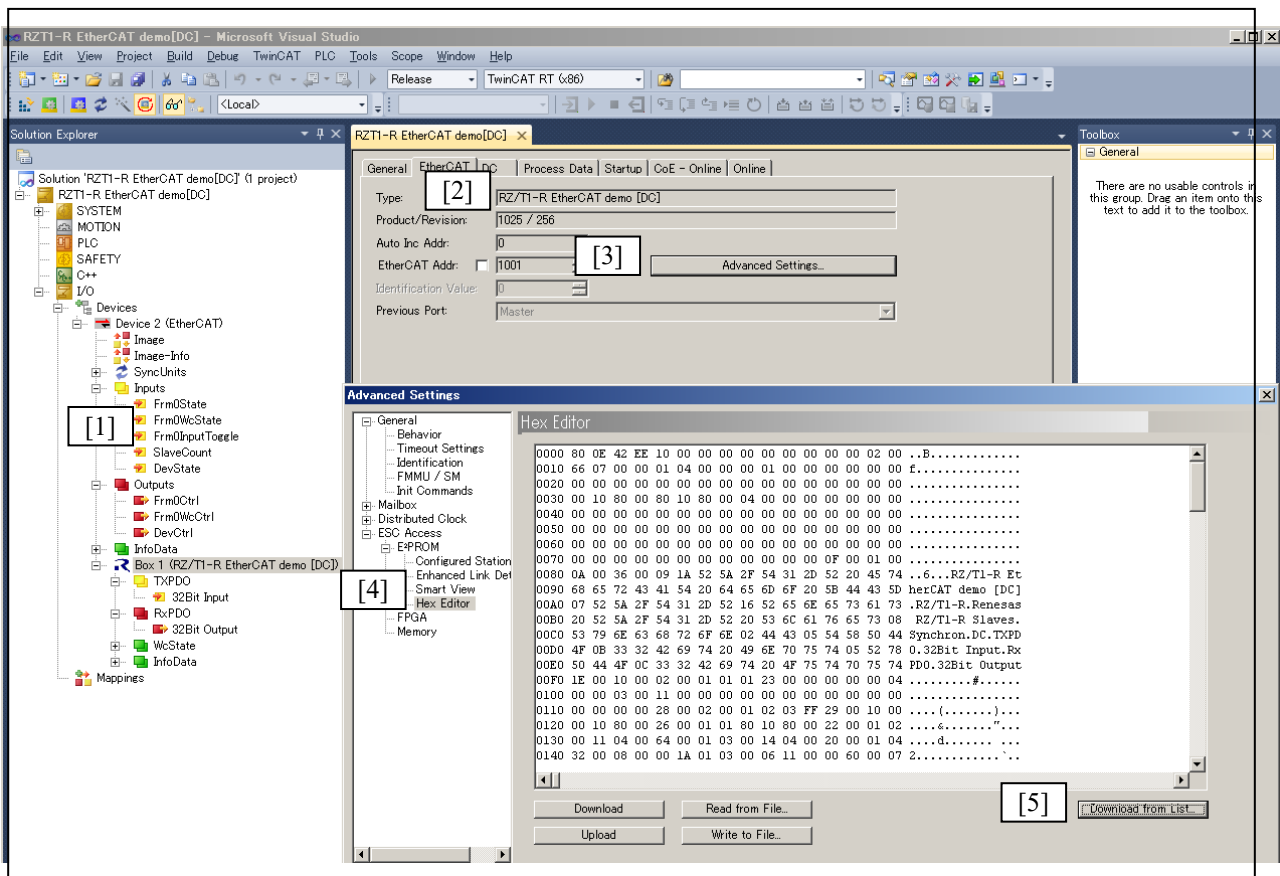 RZT1-R EtherCAT demo[DC] - Microsoft Visual Studio
File Edit View Project Build Debug TwinCAT PLC Tools Scope Window Help
Release TwinCAT RT (x86)
<Local>
Solution Explorer
Solution 'RZT1-R EtherCAT demo[DC]' (1 project)
RZT1-R EtherCAT demo[DC]
SYSTEM
MOTION
PLC
SAFETY
C++
I/O
Devices
Device 2 (EtherCAT)
Image
Image-Info
SyncUnits
Inputs
Frm0State
Frm0WcState
[1]
Frm0InputToggle
SlaveCount
DevState
Outputs
Frm0Ctrl
Frm0WcCtrl
DevCtrl
InfoData
Box 1 (RZ/T1-R EtherCAT demo [DC])
TXPDO
32Bit Input
RxPDO
32Bit Output
WcState
InfoData
Mappings
RZT1-R EtherCAT demo[DC]
General EtherCAT DC Process Data Startup CoE - Online Online
[2]
Type: RZ/T1-R EtherCAT demo [DC]
Product/Revision: 1025 / 256
Auto Inc Addr: 0
[3]
EtherCAT Addr: 1001 Advanced Settings...
Identification Value: 0
Previous Port: Master
Toolbox
General
There are no usable controls in
this group. Drag an item onto this
text to add it to the toolbox.
Advanced Settings
General
Behavior
Timeout Settings
Identification
FMMU / SM
Init Commands
Mailbox
Distributed Clock
ESC Access
E²PROM
Configured Station
Enhanced Link Det
[4]
Smart View
Hex Editor
FPGA
Memory
Hex Editor
0000 80 0E 42 EE 10 00 00 00 00 00 00 00 00 00 02 00 ..B.............
0010 66 07 00 00 01 04 00 00 00 01 00 00 00 00 00 00 f...............
0020 00 00 00 00 00 00 00 00 00 00 00 00 00 00 00 00 ................
0030 00 10 80 00 80 10 80 00 04 00 00 00 00 00 00 00 ................
0040 00 00 00 00 00 00 00 00 00 00 00 00 00 00 00 00 ................
0050 00 00 00 00 00 00 00 00 00 00 00 00 00 00 00 00 ................
0060 00 00 00 00 00 00 00 00 00 00 00 00 00 00 00 00 ................
0070 00 00 00 00 00 00 00 00 00 00 00 00 0F 00 01 00 ................
0080 0A 00 36 00 09 1A 52 5A 2F 54 31 2D 52 20 45 74 ..6...RZ/T1-R Et
0090 68 65 72 43 41 54 20 64 65 6D 6F 20 5B 44 43 5D herCAT demo [DC]
00A0 07 52 5A 2F 54 31 2D 52 16 52 65 6E 65 73 61 73 .RZ/T1-R.Renesas
00B0 20 52 5A 2F 54 31 2D 52 20 53 6C 61 76 65 73 08  RZ/T1-R Slaves.
00C0 53 79 6E 63 68 72 6F 6E 02 44 43 05 54 58 50 44 Synchron.DC.TXPD
00D0 4F 0B 33 32 42 69 74 20 49 6E 70 75 74 05 52 78 0.32Bit Input.Rx
00E0 50 44 4F 0C 33 32 42 69 74 20 4F 75 74 70 75 74 PDO.32Bit Output
00F0 1E 00 10 00 02 00 01 01 01 23 00 00 00 00 00 04 .........#......
0100 00 00 03 00 11 00 00 00 00 00 00 00 00 00 00 00 ................
0110 00 00 00 00 28 00 02 00 01 02 03 FF 29 00 10 00 ....(.......)...
0120 00 10 80 00 26 00 01 01 80 10 80 00 22 00 01 02 ....&......."...
0130 00 11 04 00 64 00 01 03 00 14 04 00 20 00 01 04 ....d....... ...
0140 32 00 08 00 00 1A 01 03 00 06 11 00 00 60 00 07 2............`..
Download Read from File... [5] Download from List...
Upload Write to File...